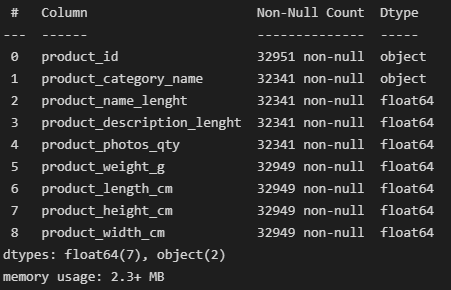 #   Column                      Non-Null Count  Dtype
---  ------                      --------------  -----
 0   product_id                  32951 non-null  object
 1   product_category_name       32341 non-null  object
 2   product_name_lenght         32341 non-null  float64
 3   product_description_lenght  32341 non-null  float64
 4   product_photos_qty          32341 non-null  float64
 5   product_weight_g            32949 non-null  float64
 6   product_length_cm           32949 non-null  float64
 7   product_height_cm           32949 non-null  float64
 8   product_width_cm            32949 non-null  float64
dtypes: float64(7), object(2)
memory usage: 2.3+ MB